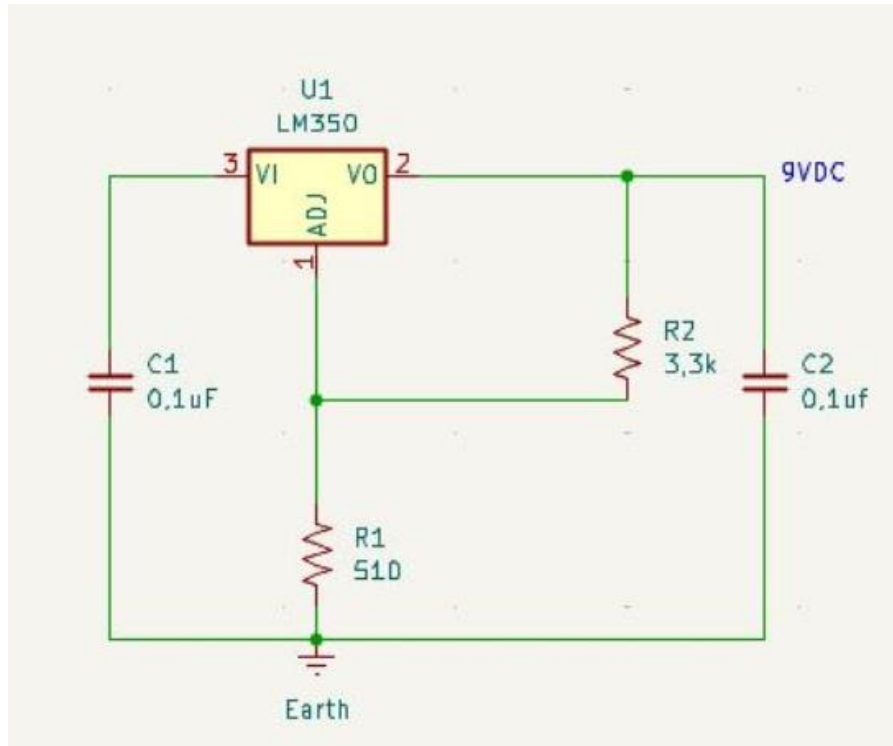 U1
LM350
3 VI VO 2
9VDC
ADJ
1
R2
3,3k
C1
0,1uF
C2
0,1uf
R1
510
Earth